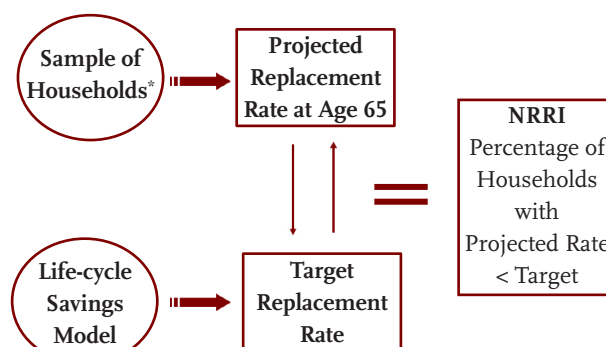 Sample of
Households*
Projected
Replacement
Rate at Age 65
NRRI
Percentage of
Households
with
Projected Rate
< Target
Life-cycle
Savings
Model
Target
Replacement
Rate